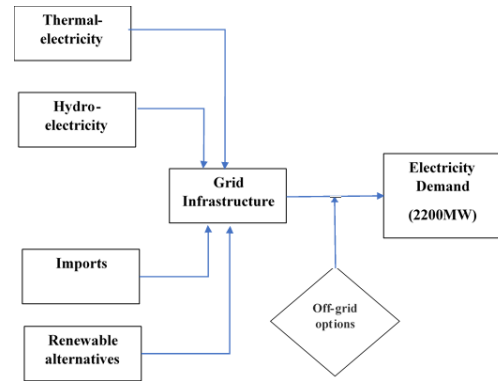 Thermal-
electricity
Hydro-
electricity
Grid
Infrastructure
Electricity
Demand
(2200MW)
Imports
Off-grid
options
Renewable
alternatives